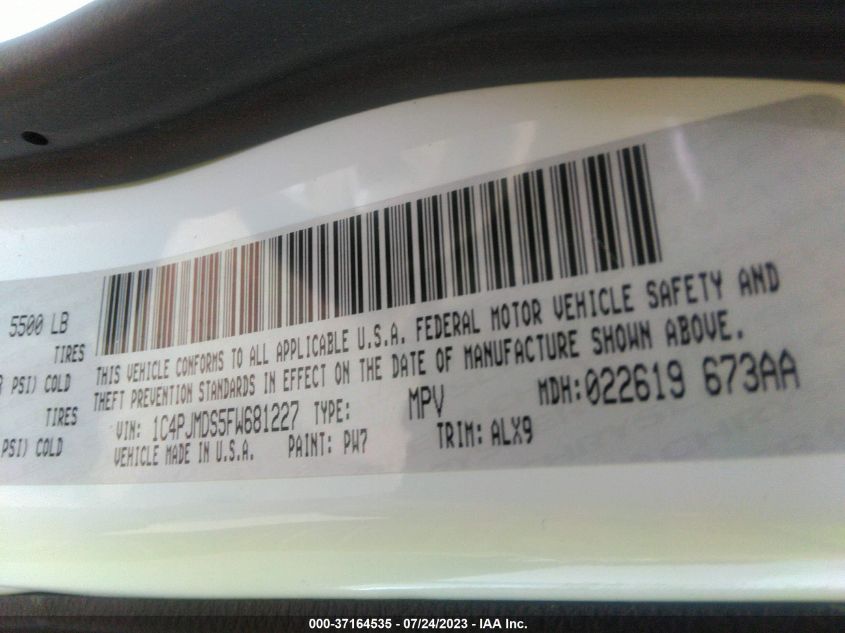 5500 LB
TIRES
PSI) COLD
TIRES
PSI) COLD
THIS VEHICLE CONFORMS TO ALL APPLICABLE U.S.A. FEDERAL MOTOR VEHICLE SAFETY AND
THEFT PREVENTION STANDARDS IN EFFECT ON THE DATE OF MANUFACTURE SHOWN ABOVE.
VIN: 1C4PJMDS5FW681227 TYPE: MPV MDH:022619 673AA
VEHICLE MADE IN U.S.A. PAINT: PW7 TRIM: ALX9
000-37164535 - 07/24/2023 - IAA Inc.